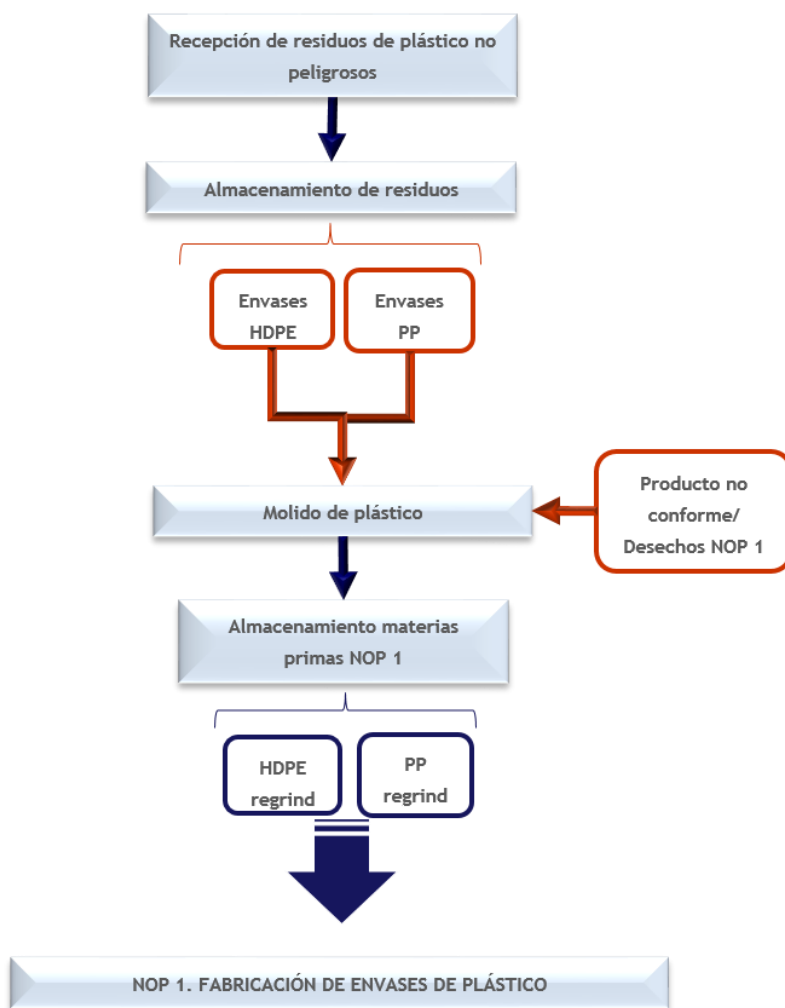 Recepción de residuos de plástico no
peligrosos
Almacenamiento de residuos
Envases
HDPE
Envases
PP
Molido de plástico
Producto no
conforme/
Desechos NOP 1
Almacenamiento materias
primas NOP 1
HDPE
regrind
PP
regrind
NOP 1. FABRICACIÓN DE ENVASES DE PLÁSTICO